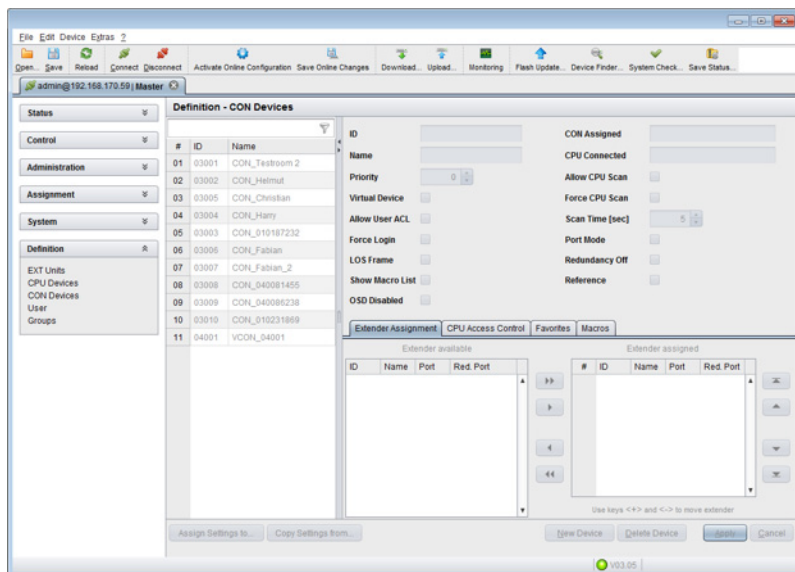 File Edit Device Extras ?
Open... Save Reload Connect Disconnect Activate Online Configuration Save Online Changes Download... Upload... Monitoring Flash Update... Device Finder... System Check... Save Status...
admin@192.168.170.59 | Master
Status
Control
Administration
Assignment
System
Definition
EXT Units
CPU Devices
CON Devices
User
Groups
Definition - CON Devices
# ID Name
01 03001 CON_Testroom 2
02 03002 CON_Helmut
03 03005 CON_Christian
04 03004 CON_Harry
05 03003 CON_010187232
06 03006 CON_Fabian
07 03007 CON_Fabian_2
08 03008 CON_040081455
09 03009 CON_040086238
10 03010 CON_010231869
11 04001 VCON_04001
ID
Name
Priority 0
Virtual Device
Allow User ACL
Force Login
LOS Frame
Show Macro List
OSD Disabled
CON Assigned
CPU Connected
Allow CPU Scan
Force CPU Scan
Scan Time [sec] 5
Port Mode
Redundancy Off
Reference
Extender Assignment CPU Access Control Favorites Macros
Extender available
ID Name Port Red. Port
Extender assigned
# ID Name Port Red. Port
Use keys <+> and <-> to move extender
Assign Settings to... Copy Settings from... New Device Delete Device Apply Cancel
V03.05